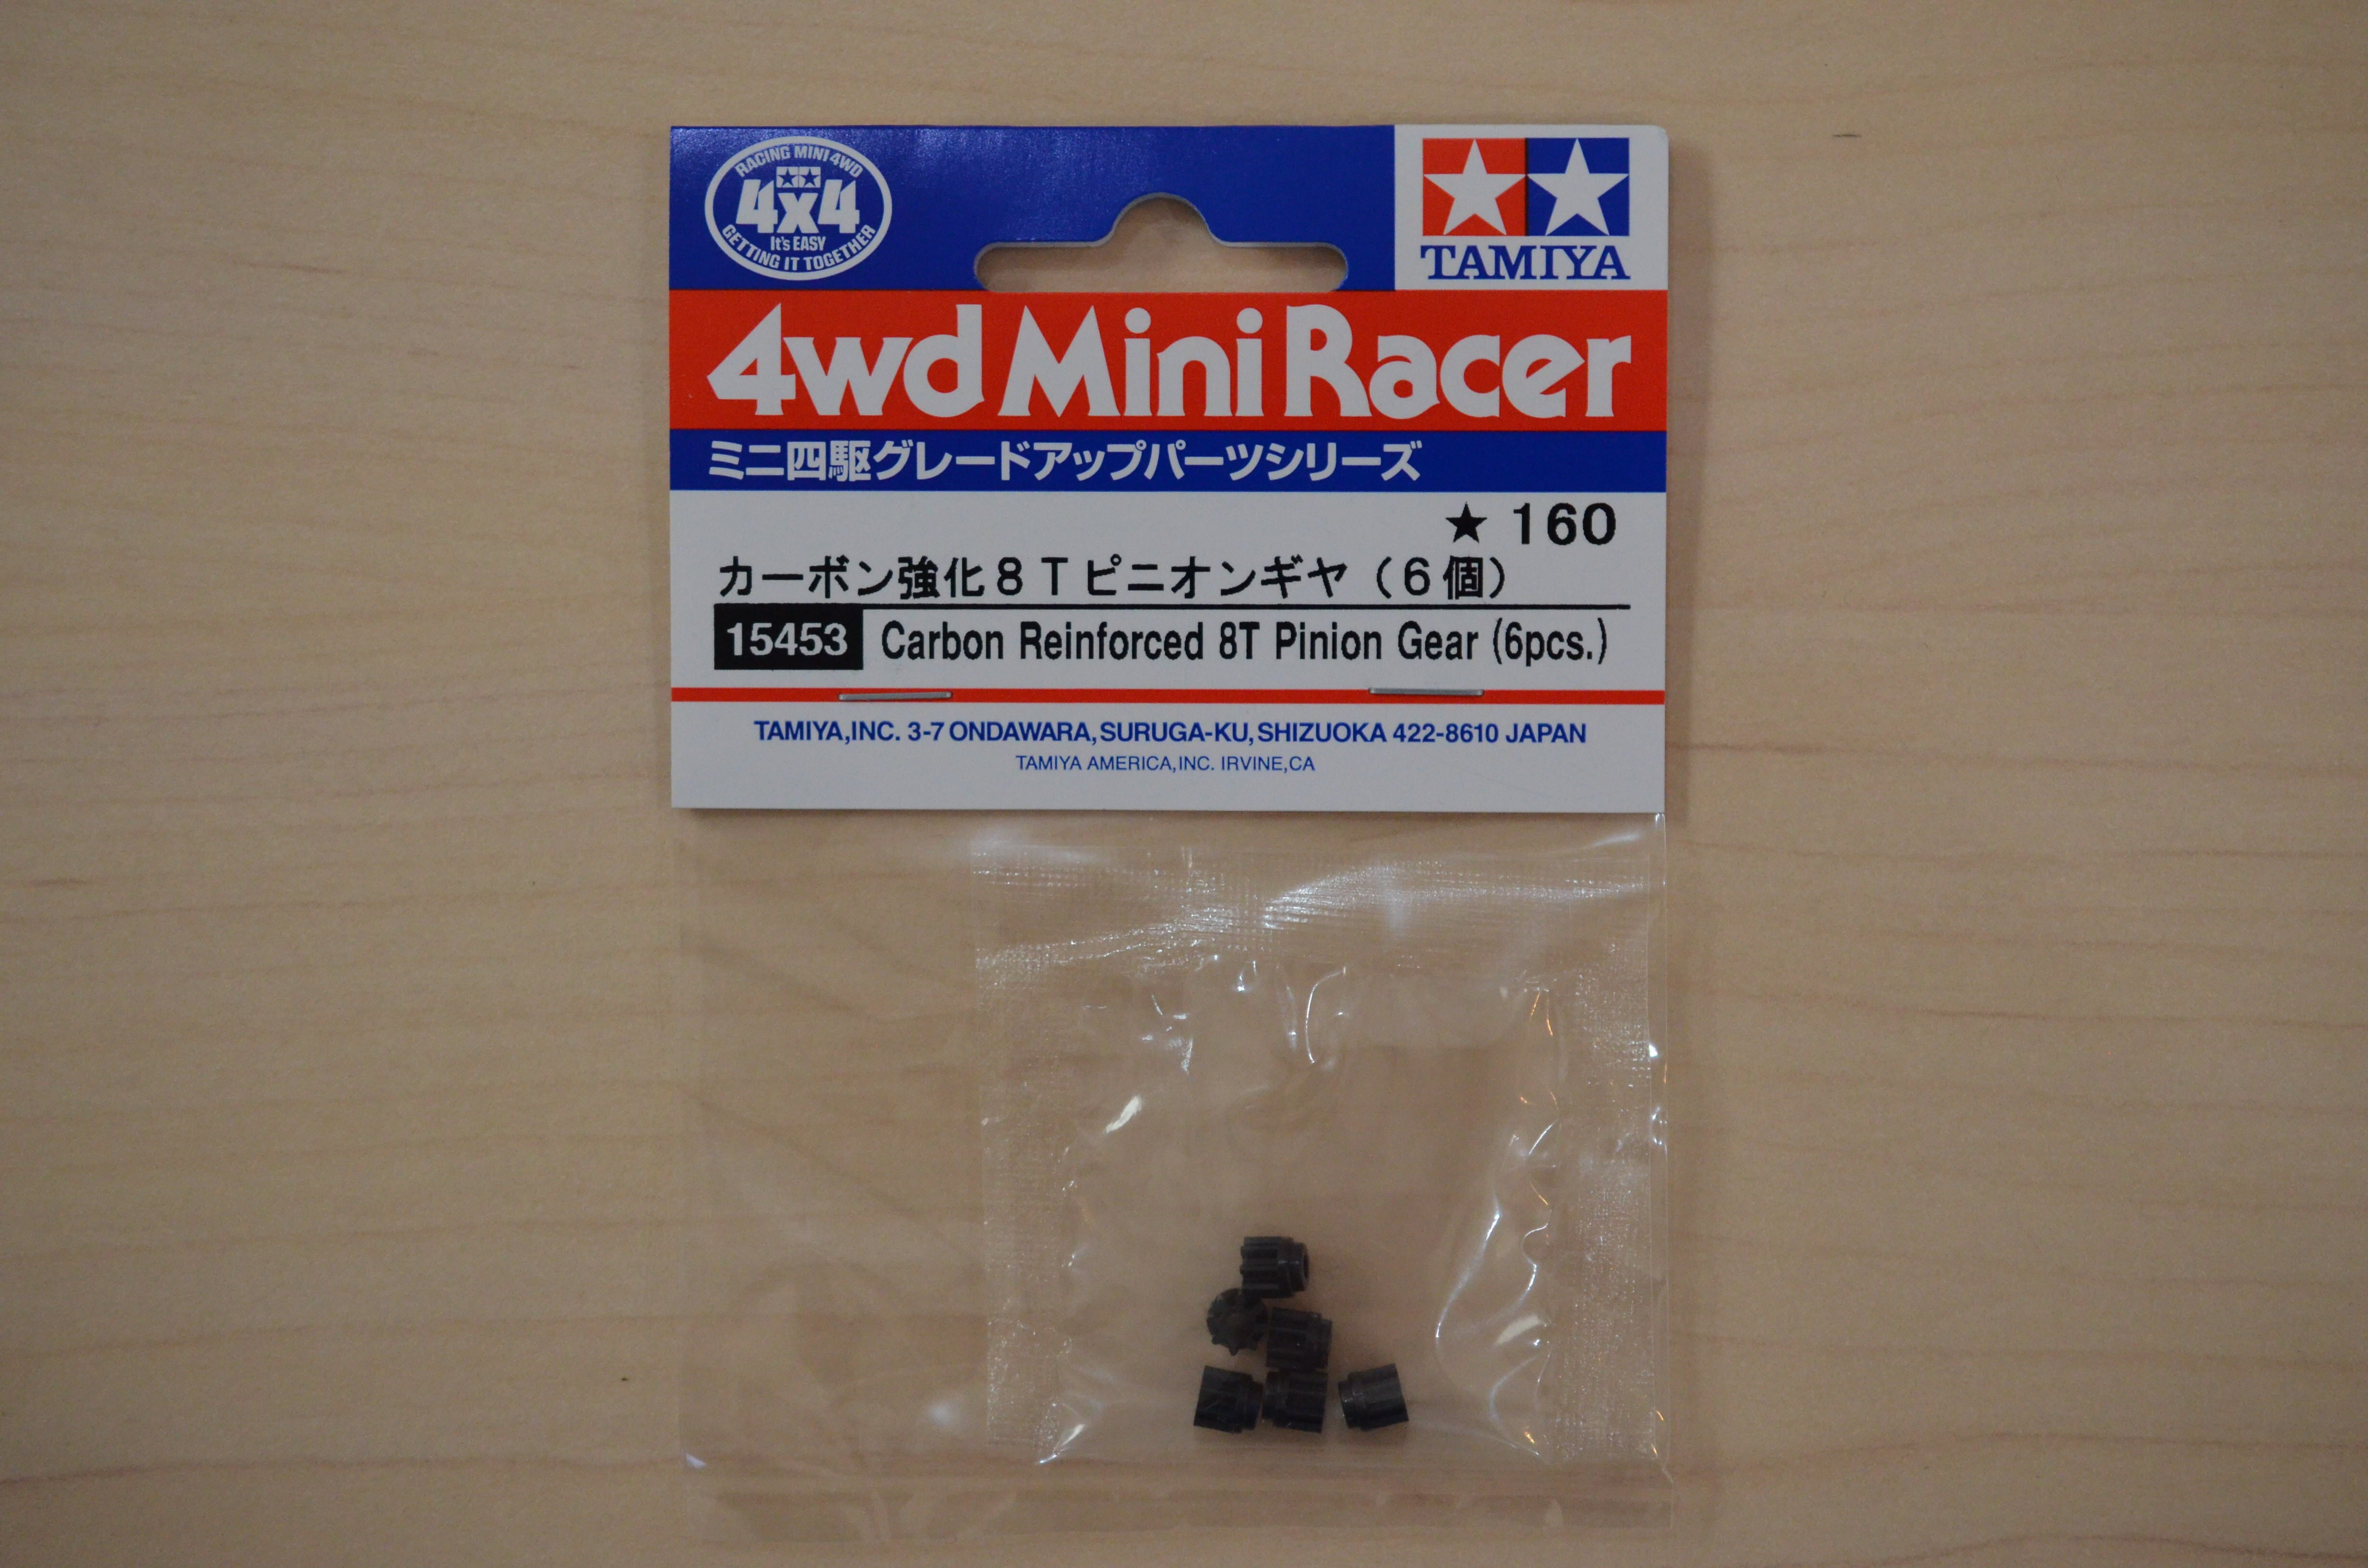 RACING MINI 4WD
4x4
It's EASY
GETTING IT TOGETHER
TAMIYA
4wd Mini Racer
ミニ四駆グレードアップパーツシリーズ
★ 160
カーボン強化8Tピニオンギヤ（6個）
15453 Carbon Reinforced 8T Pinion Gear (6pcs.)
TAMIYA,INC. 3-7 ONDAWARA,SURUGA-KU,SHIZUOKA 422-8610 JAPAN
TAMIYA AMERICA,INC. IRVINE,CA